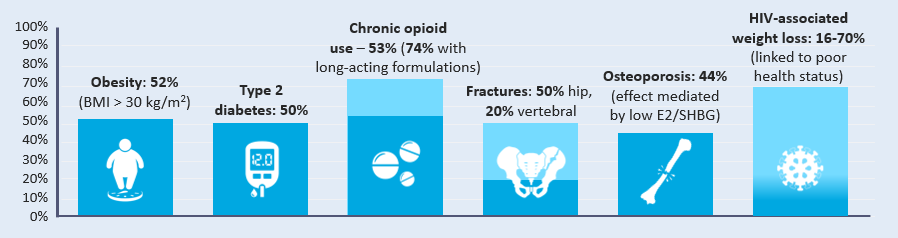 100%
90%
80%
70%
60%
50%
40%
30%
20%
10%
0%
Obesity: 52%
(BMI > 30 kg/m²)
Type 2
diabetes: 50%
Chronic opioid
use – 53% (74% with
long-acting formulations)
Fractures: 50% hip,
20% vertebral
Osteoporosis: 44%
(effect mediated
by low E2/SHBG)
HIV-associated
weight loss: 16-70%
(linked to poor
health status)
12.0